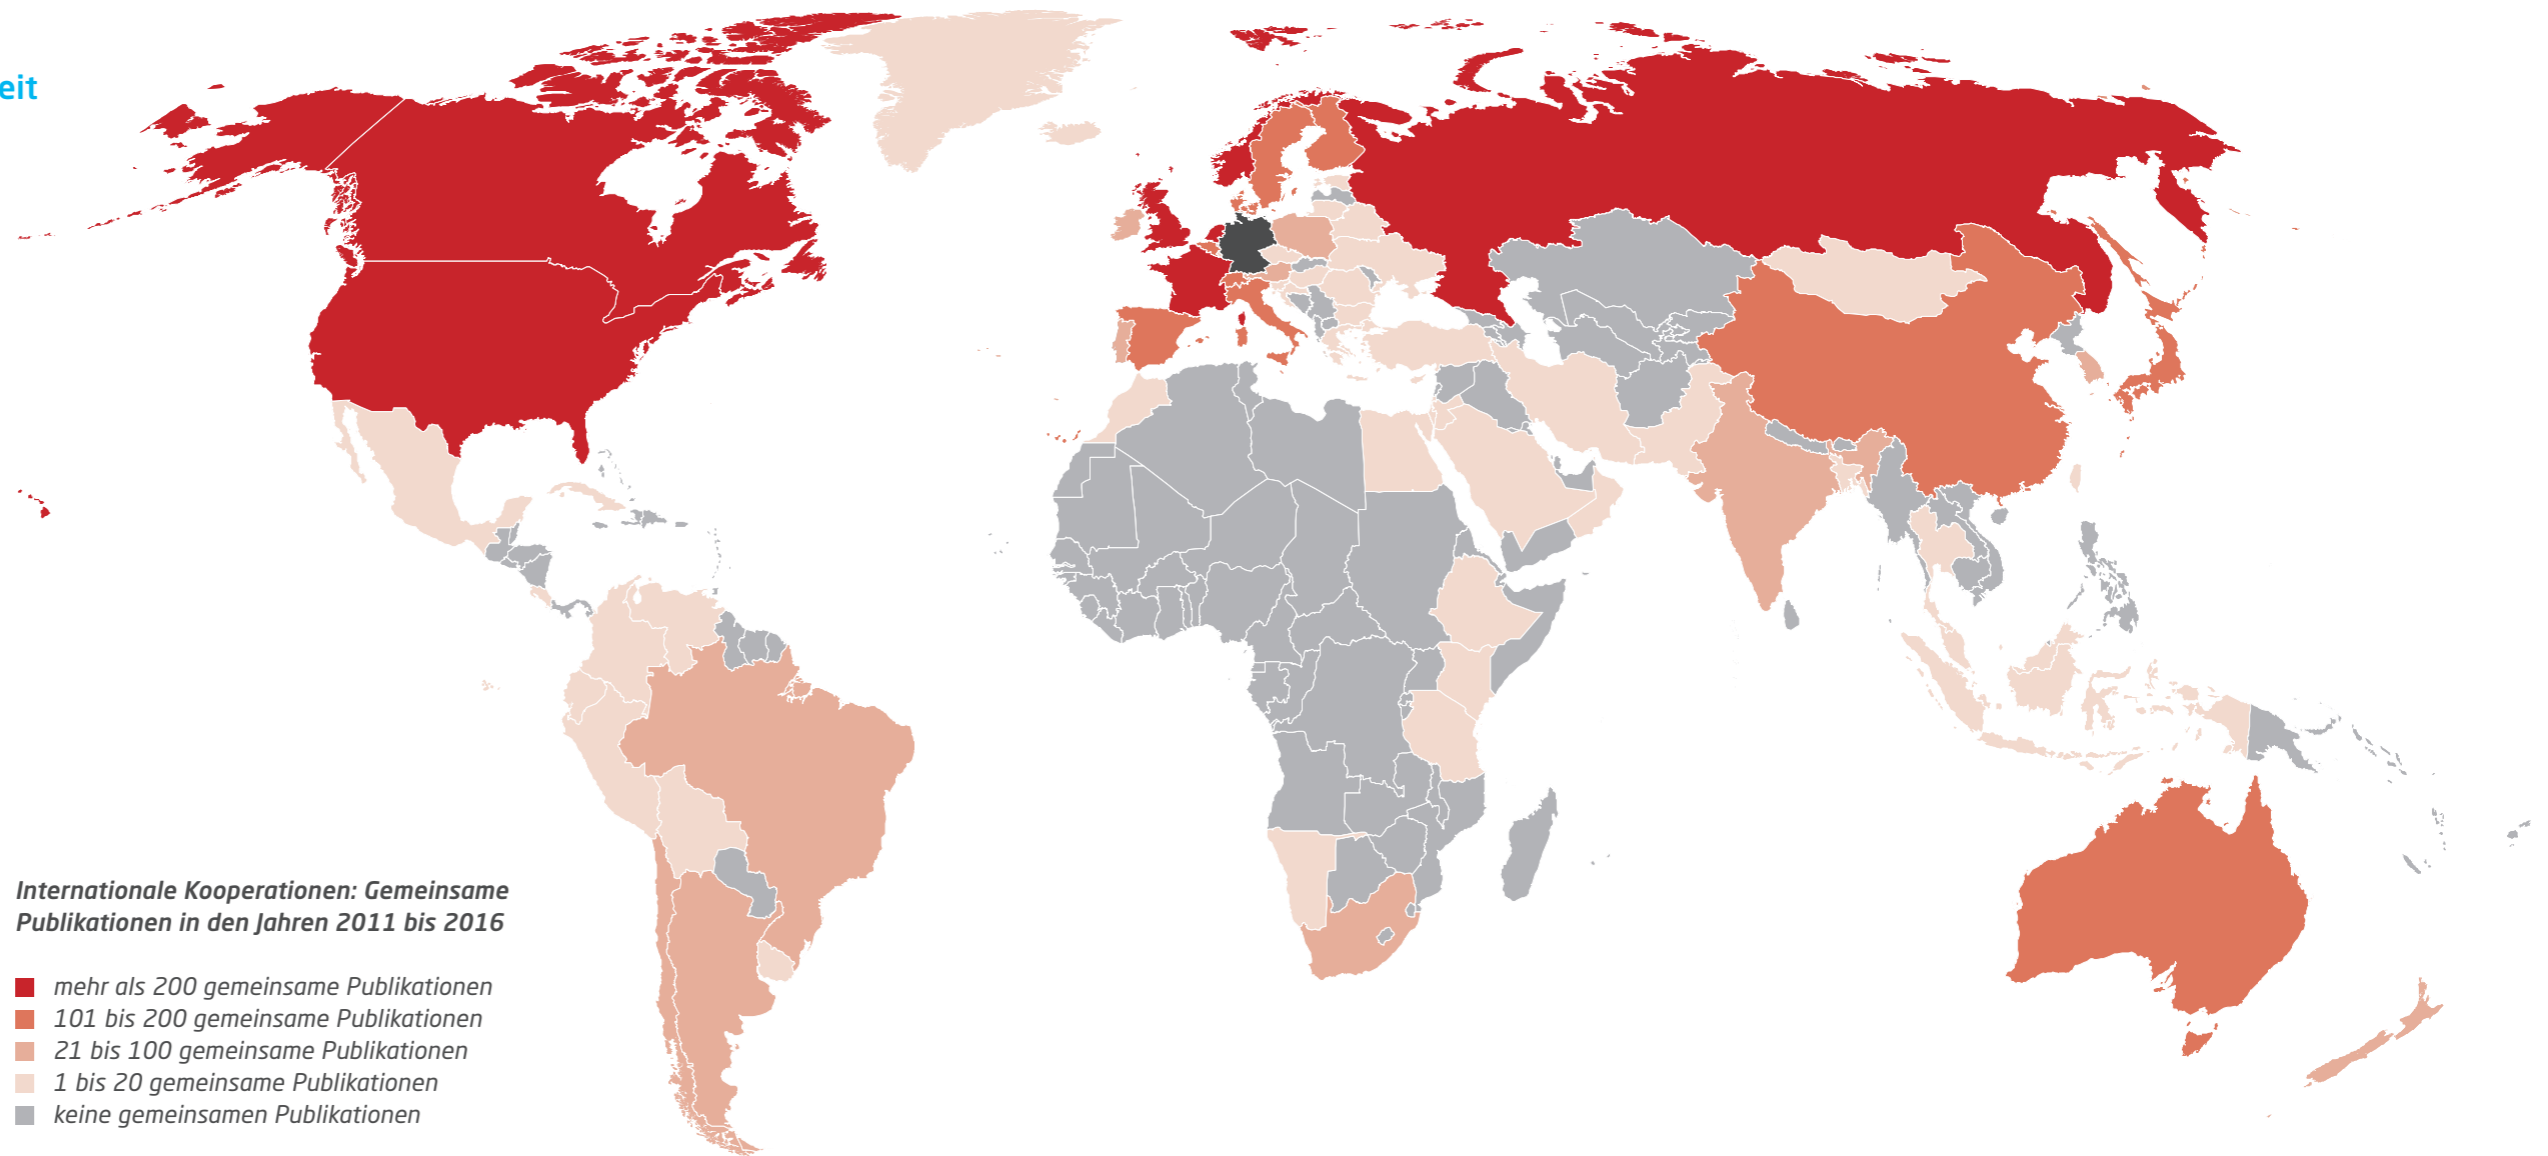 eit
Internationale Kooperationen: Gemeinsame
Publikationen in den Jahren 2011 bis 2016
mehr als 200 gemeinsame Publikationen
101 bis 200 gemeinsame Publikationen
21 bis 100 gemeinsame Publikationen
1 bis 20 gemeinsame Publikationen
keine gemeinsamen Publikationen